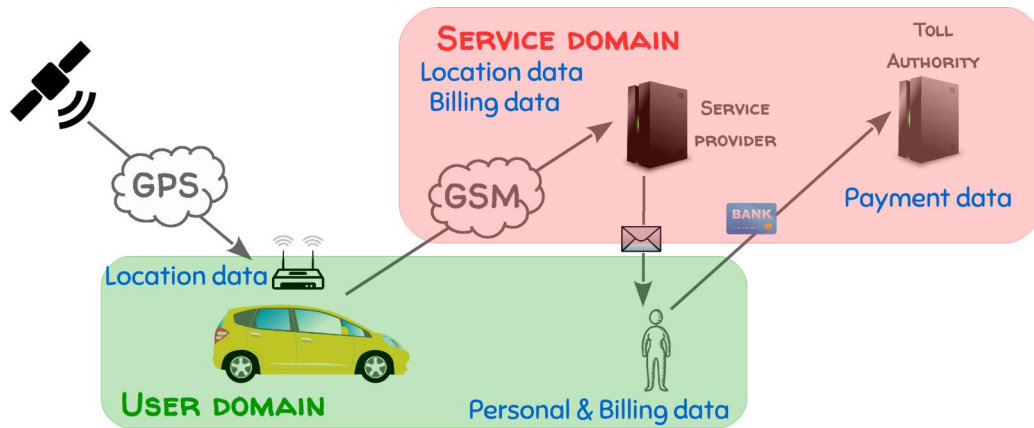 SERVICE DOMAIN
Location data
Billing data
SERVICE
PROVIDER
TOLL
AUTHORITY
Payment data
GPS
GSM
BANK
Location data
USER DOMAIN
Personal & Billing data